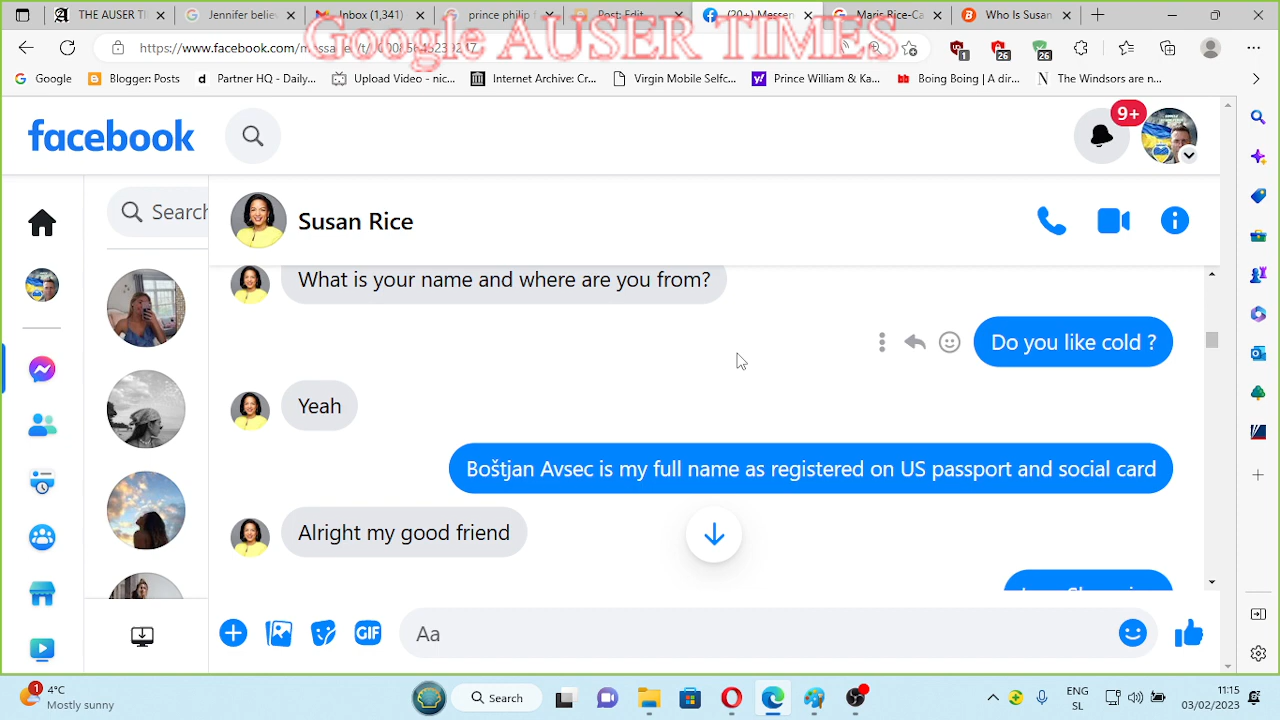 THE AUSER T
Jennifer belie
Inbox (1,341)
prince philip f
Post: Edit
(20+) Messen
Maris Rice-Ca
Who Is Susan
Google AUSER TIMES
Google
Blogger: Posts
Partner HQ - Daily...
Upload Video - nic...
Internet Archive: Cr...
Virgin Mobile Selfc...
Prince William & Ka...
Boing Boing | A dir...
The Windsors are n...
1
26
26
facebook
9+
Search
Susan Rice
What is your name and where are you from?
Do you like cold ?
Yeah
Boštjan Avsec is my full name as registered on US passport and social card
Alright my good friend
GIF
Aa
1
4°C
Mostly sunny
Search
ENG
SL
11:15
03/02/2023